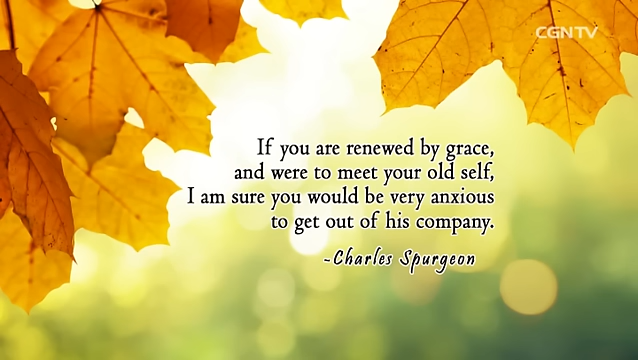 CGNTV
If you are renewed by grace,
and were to meet your old self,
I am sure you would be very anxious
to get out of his company.
-Charles Spurgeon